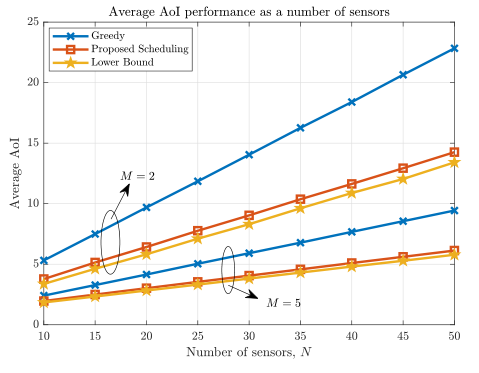 Average AoI performance as a number of sensors
Greedy
Proposed Scheduling
Lower Bound
Average AoI
25
20
15
10
5
0
M = 2
M = 5
10 15 20 25 30 35 40 45 50
Number of sensors, N